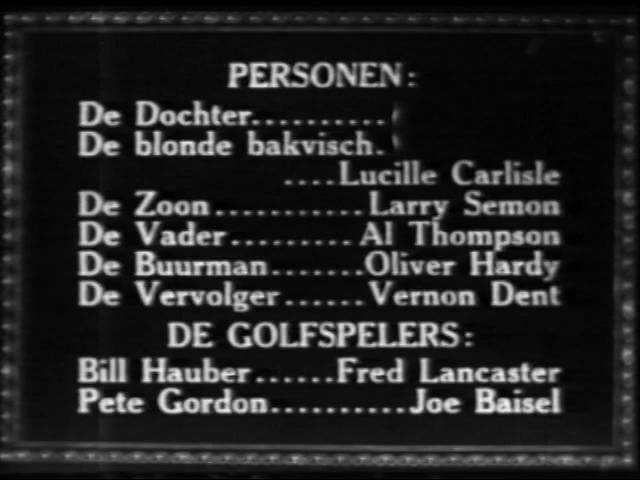 PERSONEN:
De Dochter..........
De blonde bakvisch.
....Lucille Carlisle
De Zoon...........Larry Semon
De Vader.........Al Thompson
De Buurman.......Oliver Hardy
De Vervolger......Vernon Dent
DE GOLFSPELERS:
Bill Hauber......Fred Lancaster
Pete Gordon..........Joe Baisel